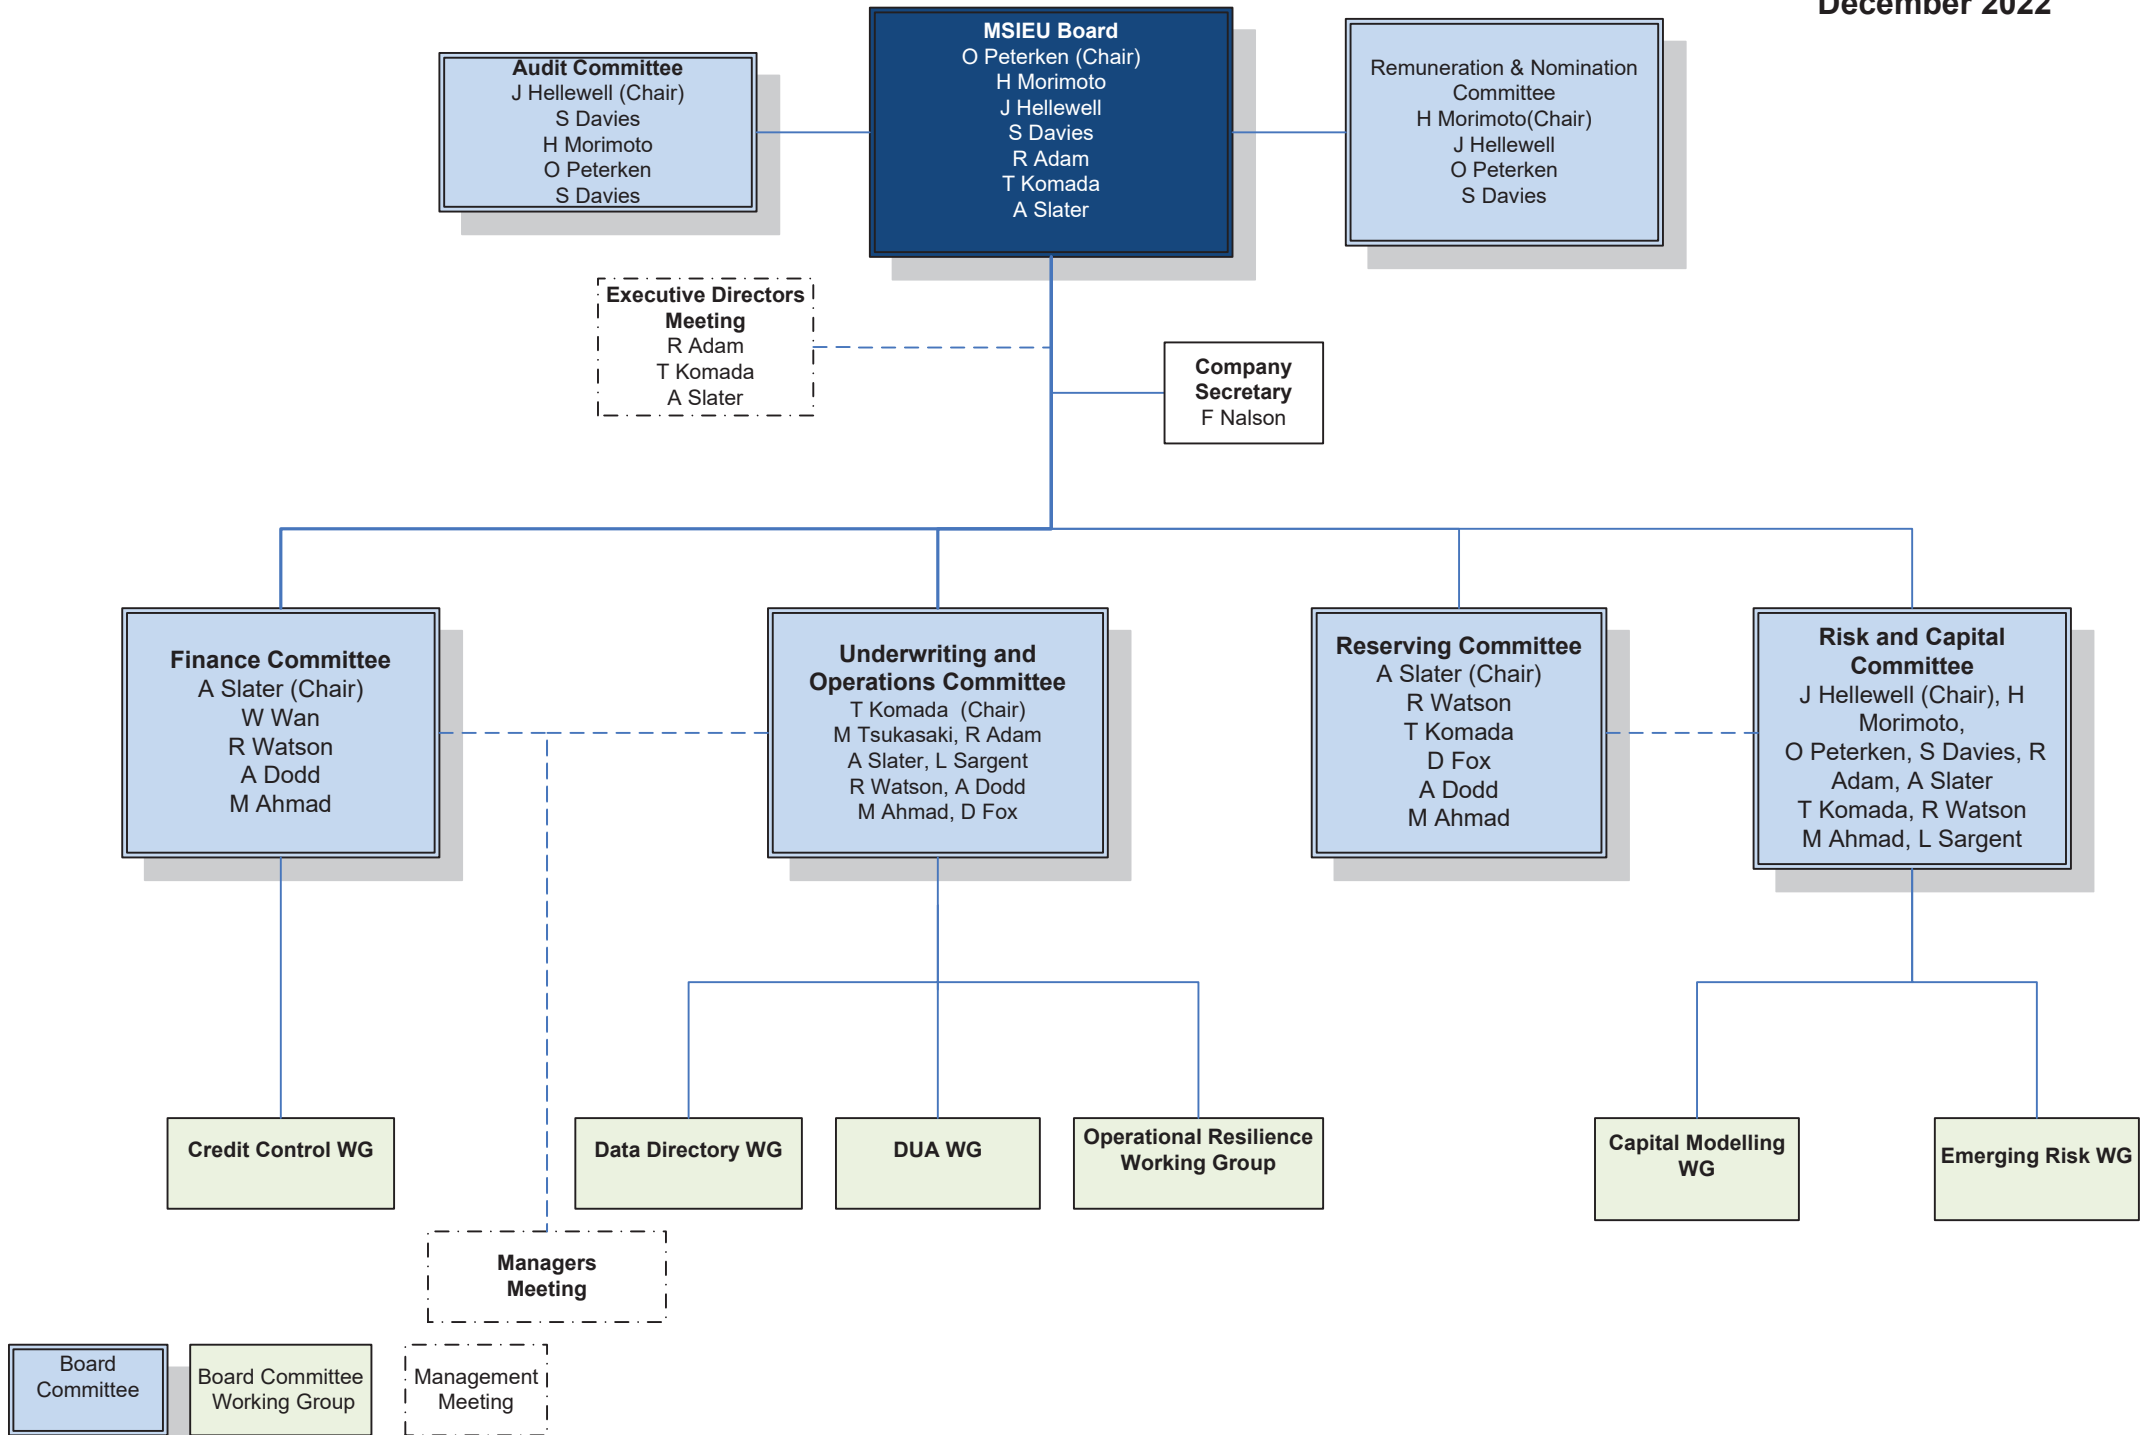 December 2022
MSIEU Board
O Peterken (Chair)
H Morimoto
J Hellewell
S Davies
R Adam
T Komada
A Slater
Audit Committee
J Hellewell (Chair)
S Davies
H Morimoto
O Peterken
S Davies
Remuneration & Nomination
Committee
H Morimoto(Chair)
J Hellewell
O Peterken
S Davies
Executive Directors
Meeting
R Adam
T Komada
A Slater
Company
Secretary
F Nalson
Finance Committee
A Slater (Chair)
W Wan
R Watson
A Dodd
M Ahmad
Underwriting and
Operations Committee
T Komada  (Chair)
M Tsukasaki, R Adam
A Slater, L Sargent
R Watson, A Dodd
M Ahmad, D Fox
Reserving Committee
A Slater (Chair)
R Watson
T Komada
D Fox
A Dodd
M Ahmad
Risk and Capital
Committee
J Hellewell (Chair), H
Morimoto,
O Peterken, S Davies, R
Adam, A Slater
T Komada, R Watson
M Ahmad, L Sargent
Credit Control WG
Data Directory WG
DUA WG
Operational Resilience
Working Group
Capital Modelling
WG
Emerging Risk WG
Managers
Meeting
Board
Committee
Board Committee
Working Group
Management
Meeting